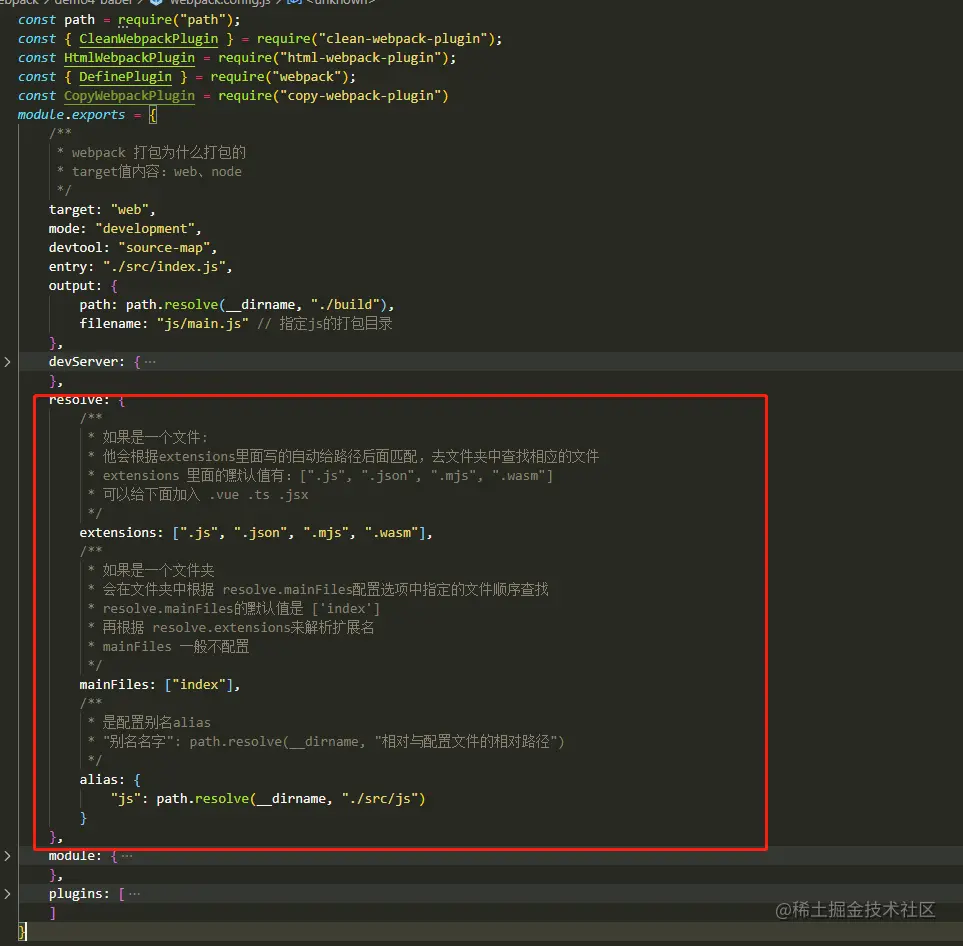 webpack > demo4-babel > webpack.config.js > <unknown>
const path = require("path");
const { CleanWebpackPlugin } = require("clean-webpack-plugin");
const HtmlWebpackPlugin = require("html-webpack-plugin");
const { DefinePlugin } = require("webpack");
const CopyWebpackPlugin = require("copy-webpack-plugin")
module.exports = {
    /**
     * webpack 打包为什么打包的
     * target值内容：web、node
     */
    target: "web",
    mode: "development",
    devtool: "source-map",
    entry: "./src/index.js",
    output: {
        path: path.resolve(__dirname, "./build"),
        filename: "js/main.js" // 指定js的打包目录
    },
    devServer: {···
    },
    resolve: {
        /**
         * 如果是一个文件:
         * 他会根据extensions里面写的自动给路径后面匹配，去文件夹中查找相应的文件
         * extensions 里面的默认值有：[".js", ".json", ".mjs", ".wasm"]
         * 可以给下面加入 .vue .ts .jsx
         */
        extensions: [".js", ".json", ".mjs", ".wasm"],
        /**
         * 如果是一个文件夹
         * 会在文件夹中根据 resolve.mainFiles配置选项中指定的文件顺序查找
         * resolve.mainFiles的默认值是 ['index']
         * 再根据 resolve.extensions来解析扩展名
         * mainFiles 一般不配置
         */
        mainFiles: ["index"],
        /**
         * 是配置别名alias
         * "别名名字": path.resolve(__dirname, "相对与配置文件的相对路径")
         */
        alias: {
            "js": path.resolve(__dirname, "./src/js")
        }
    },
    module: {···
    },
    plugins: [···
    ]
}
@稀土掘金技术社区